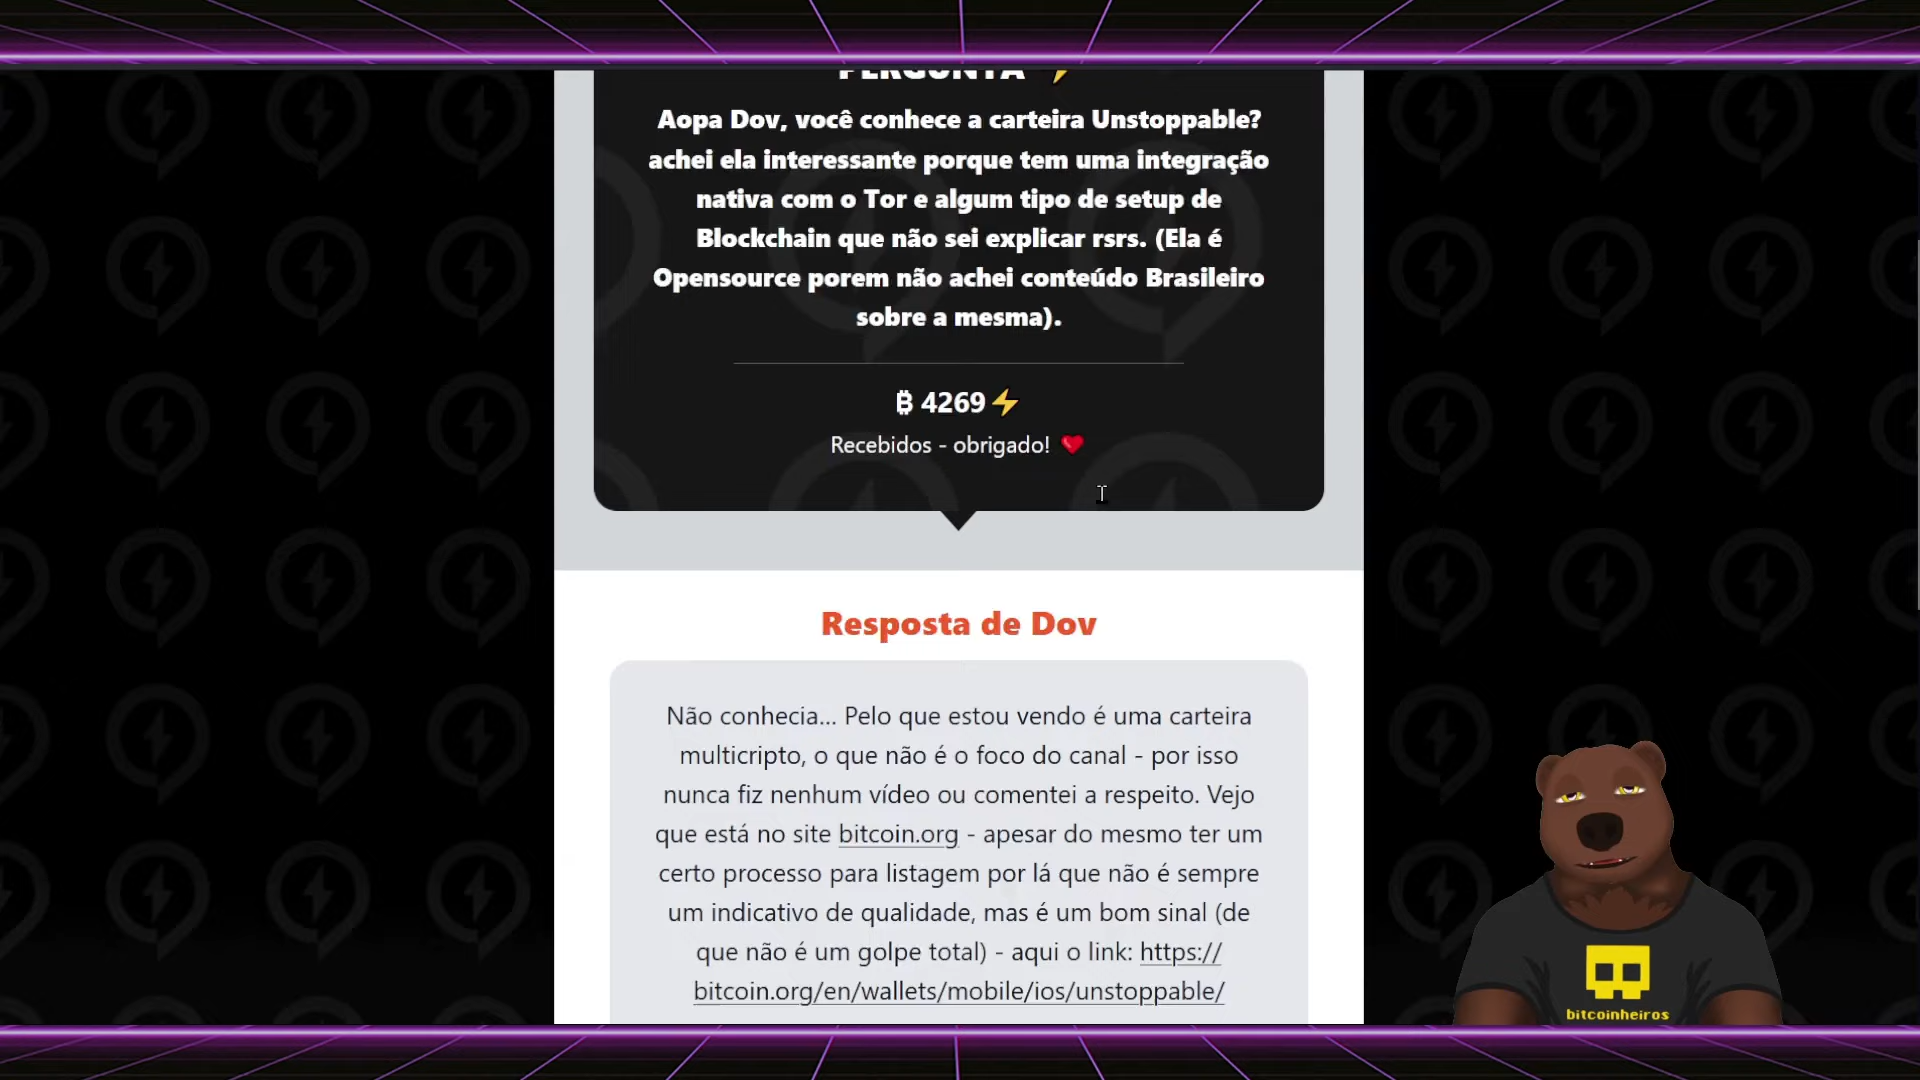 PERGUNTA ⚡
Aopa Dov, você conhece a carteira Unstoppable?
achei ela interessante porque tem uma integração
nativa com o Tor e algum tipo de setup de
Blockchain que não sei explicar rsrs. (Ela é
Opensource porem não achei conteúdo Brasileiro
sobre a mesma).
₿ 4269⚡
Recebidos - obrigado! ❤️
Resposta de Dov
Não conhecia... Pelo que estou vendo é uma carteira
multicripto, o que não é o foco do canal - por isso
nunca fiz nenhum vídeo ou comentei a respeito. Vejo
que está no site bitcoin.org - apesar do mesmo ter um
certo processo para listagem por lá que não é sempre
um indicativo de qualidade, mas é um bom sinal (de
que não é um golpe total) - aqui o link: https://
bitcoin.org/en/wallets/mobile/ios/unstoppable/
bitcoinheiros